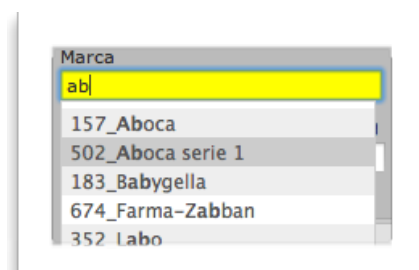 Marca
ab
157_Aboca
502_Aboca serie 1
183_Babygella
674_Farma-Zabban
352_Labo